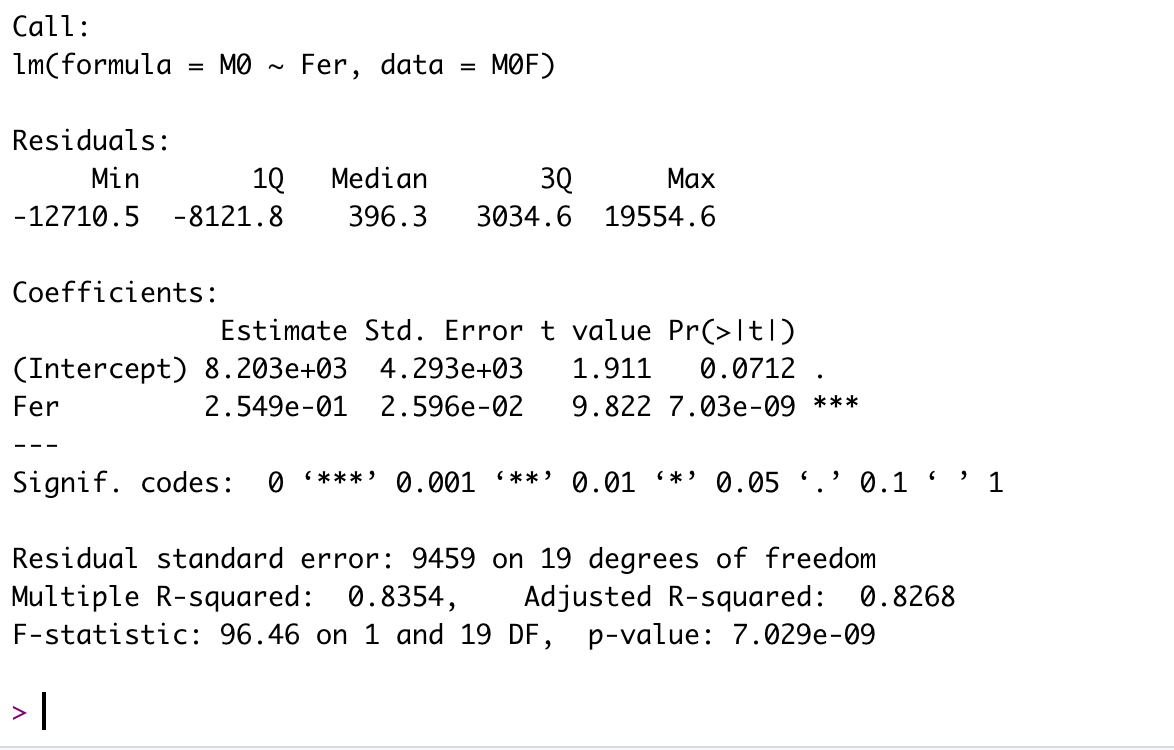 Call:
lm(formula = M0 ~ Fer, data = M0F)
Residuals:
     Min       1Q   Median       3Q      Max
-12710.5  -8121.8    396.3   3034.6  19554.6
Coefficients:
             Estimate Std. Error t value Pr(>|t|)
(Intercept) 8.203e+03  4.293e+03   1.911   0.0712 .
Fer         2.549e-01  2.596e-02   9.822 7.03e-09 ***
---
Signif. codes:  0 ‘***’ 0.001 ‘**’ 0.01 ‘*’ 0.05 ‘.’ 0.1 ‘ ’ 1
Residual standard error: 9459 on 19 degrees of freedom
Multiple R-squared:  0.8354,    Adjusted R-squared:  0.8268
F-statistic: 96.46 on 1 and 19 DF,  p-value: 7.029e-09
>